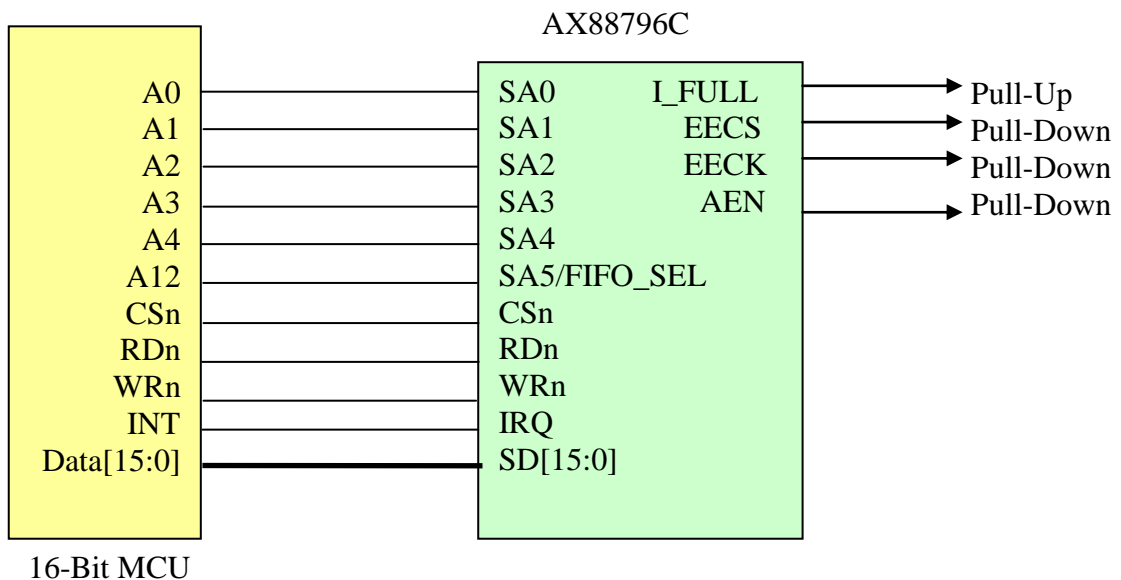 AX88796C
A0
A1
A2
A3
A4
A12
CSn
RDn
WRn
INT
Data[15:0]
16-Bit MCU
SA0 I_FULL
SA1 EECS
SA2 EECK
SA3 AEN
SA4
SA5/FIFO_SEL
CSn
RDn
WRn
IRQ
SD[15:0]
Pull-Up
Pull-Down
Pull-Down
Pull-Down